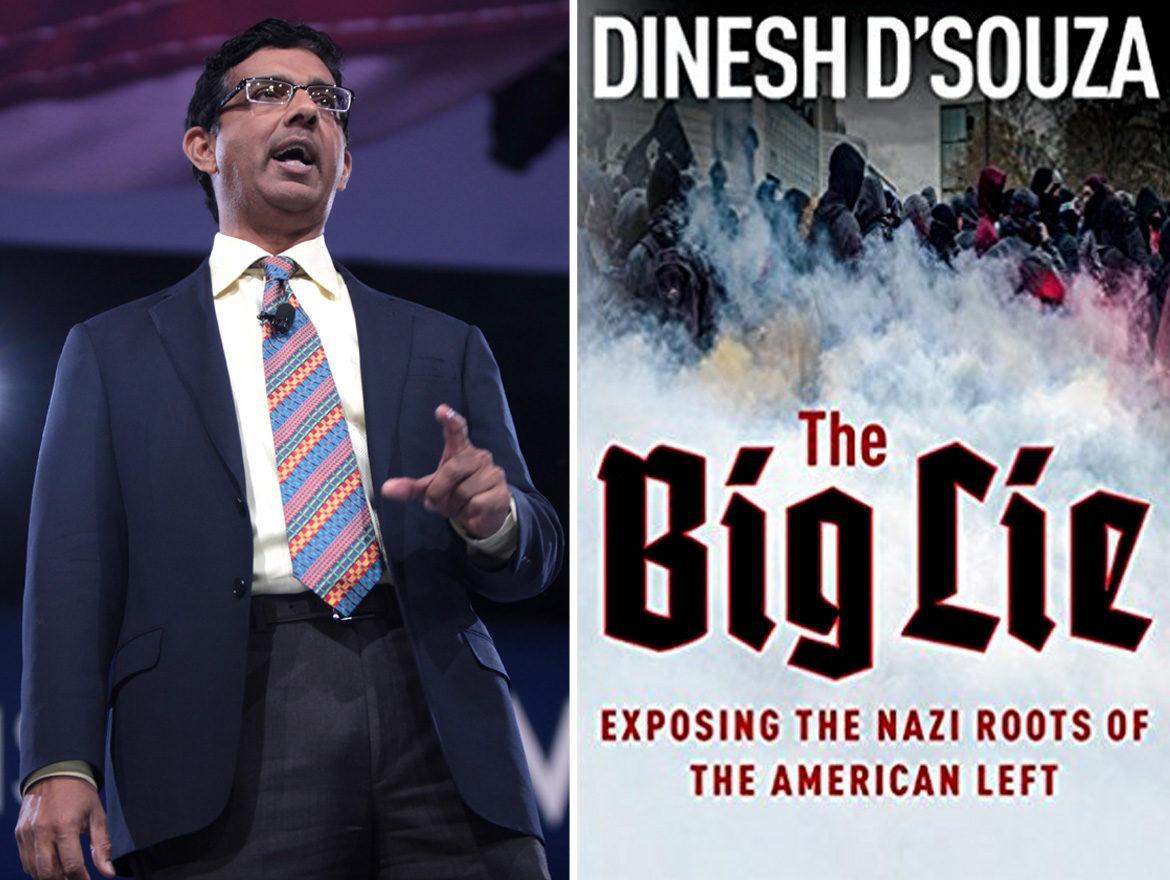 DINESH D'SOUZA
The
Big Lie
EXPOSING THE NAZI ROOTS OF
THE AMERICAN LEFT